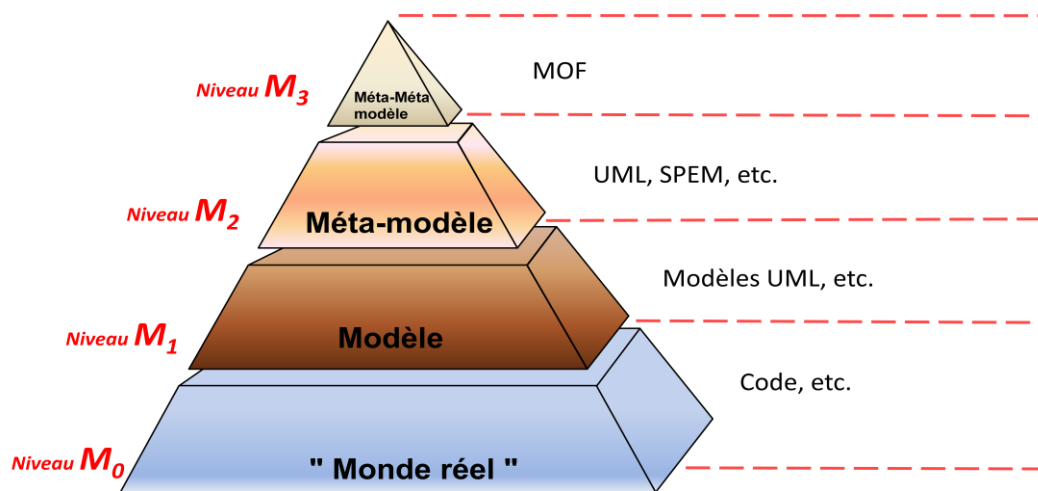 MOF
Niveau M3
Méta-Méta
modèle
UML, SPEM, etc.
Niveau M2
Méta-modèle
Modèles UML, etc.
Niveau M1
Modèle
Code, etc.
Niveau M0
" Monde réel "